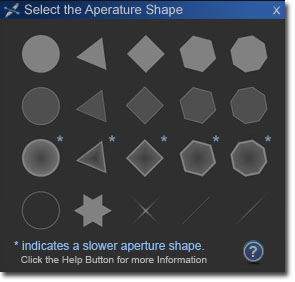 Select the Aperature Shape X
*
*
*
*
*
* indicates a slower aperture shape.
Click the Help Button for more Information
?